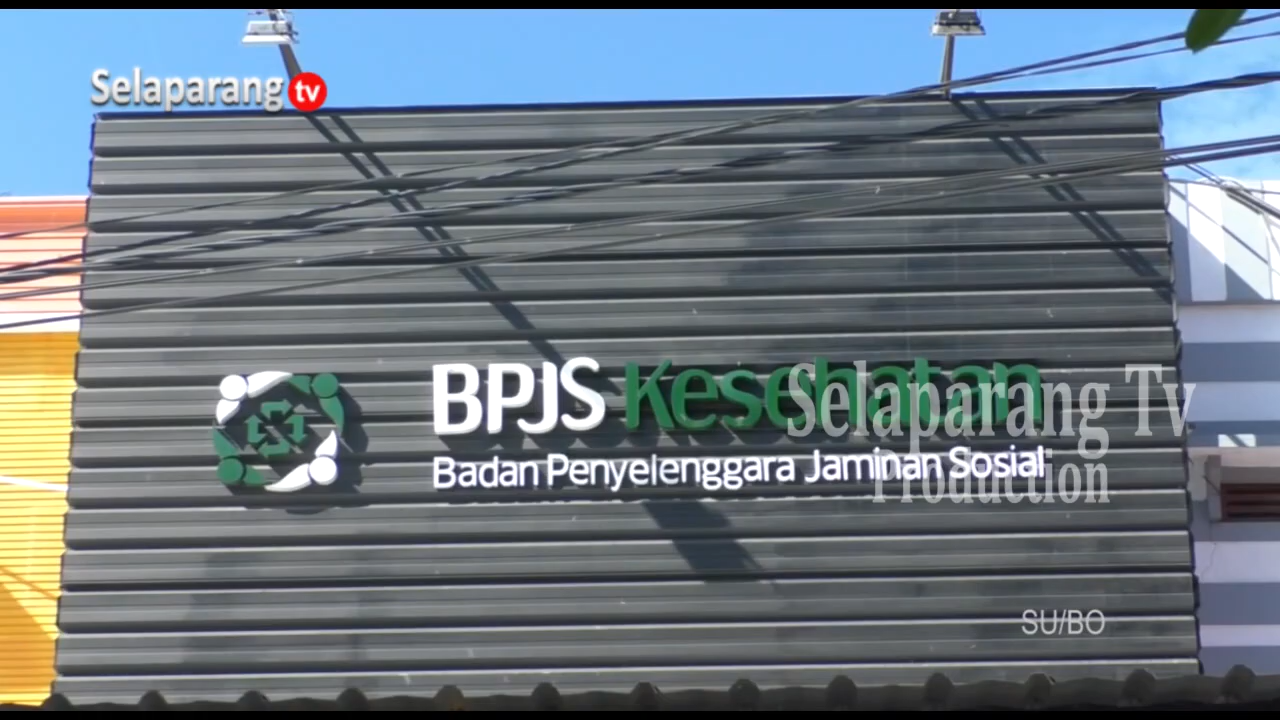 Selaparang tv
BPJS Kesehatan
Selaparang Tv
Badan Penyelenggara Jaminan Sosial
Production
SU/BO